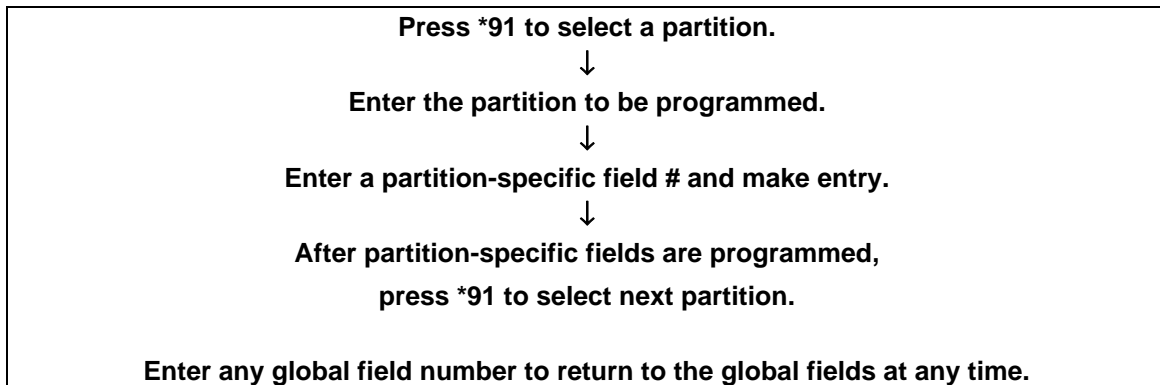 Press *91 to select a partition.
↓
Enter the partition to be programmed.
↓
Enter a partition-specific field # and make entry.
↓
After partition-specific fields are programmed,
press *91 to select next partition.
Enter any global field number to return to the global fields at any time.